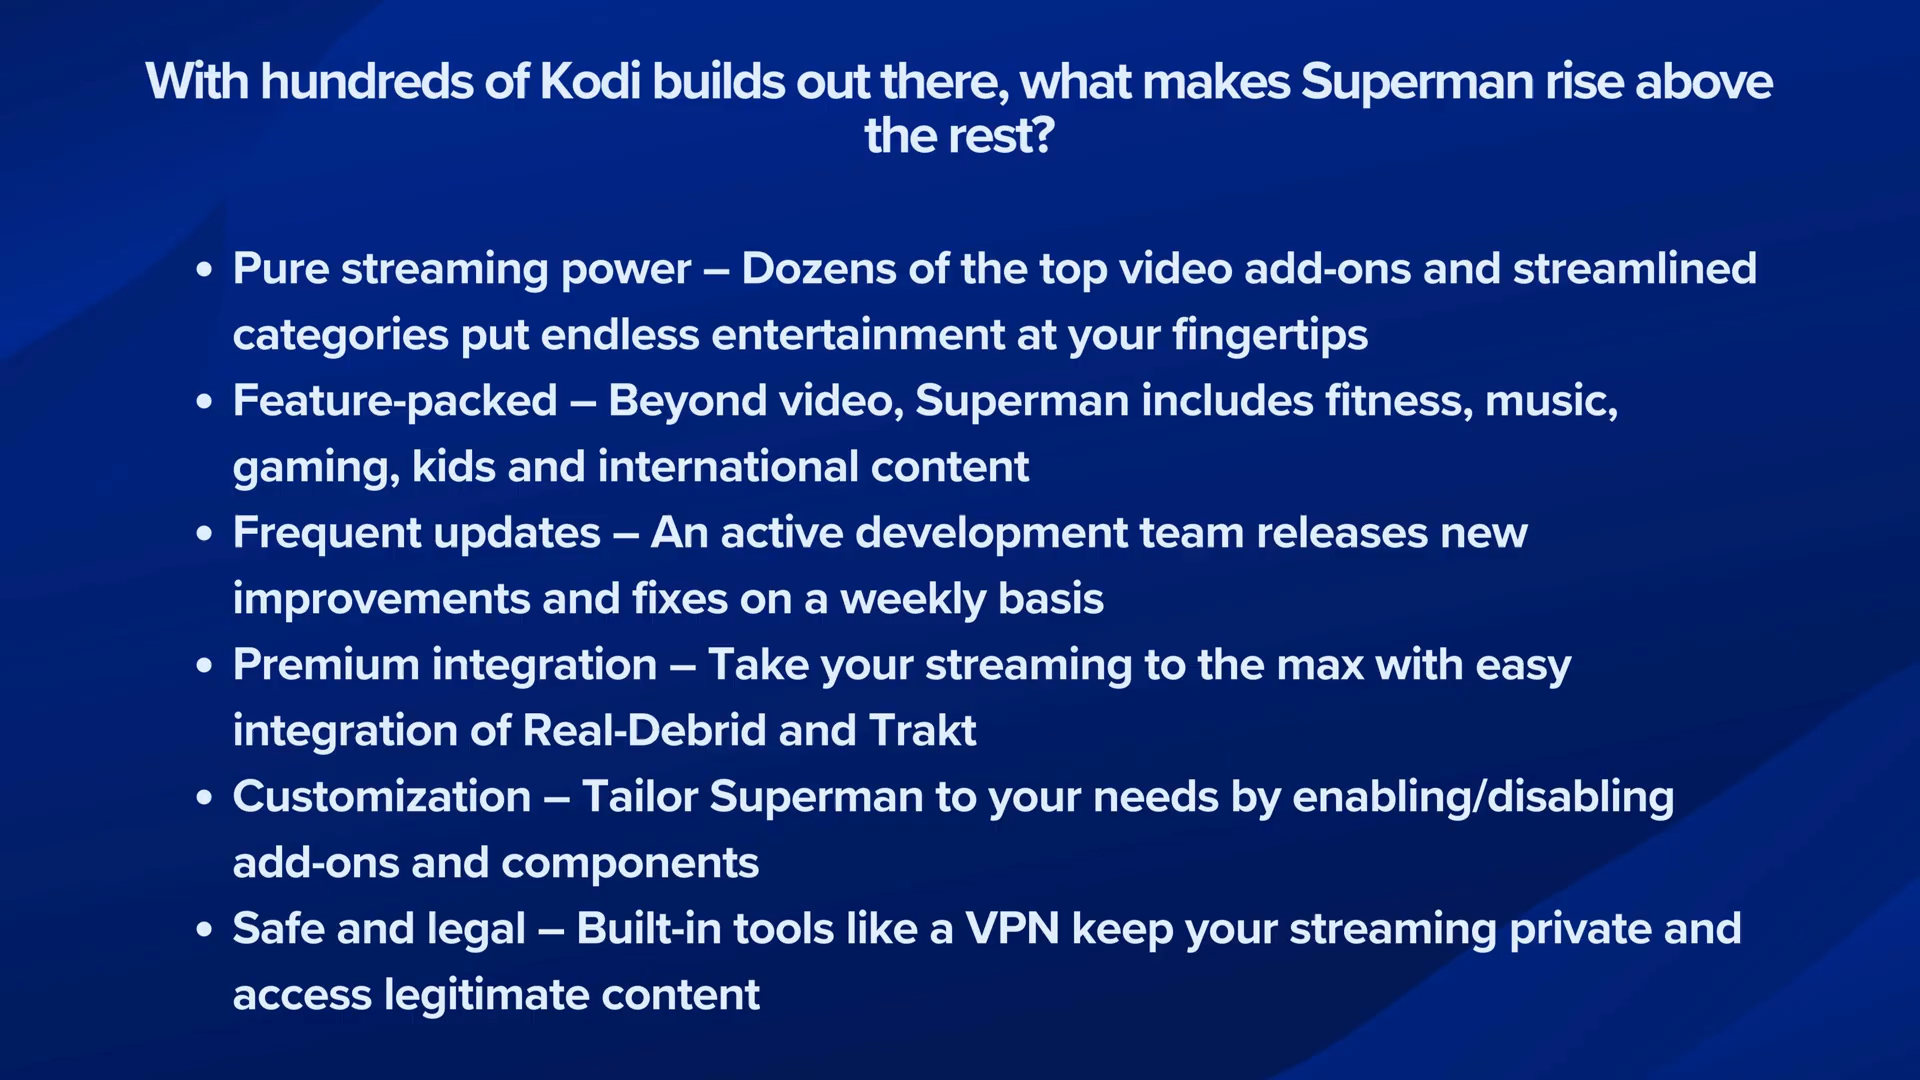 With hundreds of Kodi builds out there, what makes Superman rise above
the rest?
• Pure streaming power – Dozens of the top video add-ons and streamlined
categories put endless entertainment at your fingertips
• Feature-packed – Beyond video, Superman includes fitness, music,
gaming, kids and international content
• Frequent updates – An active development team releases new
improvements and fixes on a weekly basis
• Premium integration – Take your streaming to the max with easy
integration of Real-Debrid and Trakt
• Customization – Tailor Superman to your needs by enabling/disabling
add-ons and components
• Safe and legal – Built-in tools like a VPN keep your streaming private and
access legitimate content